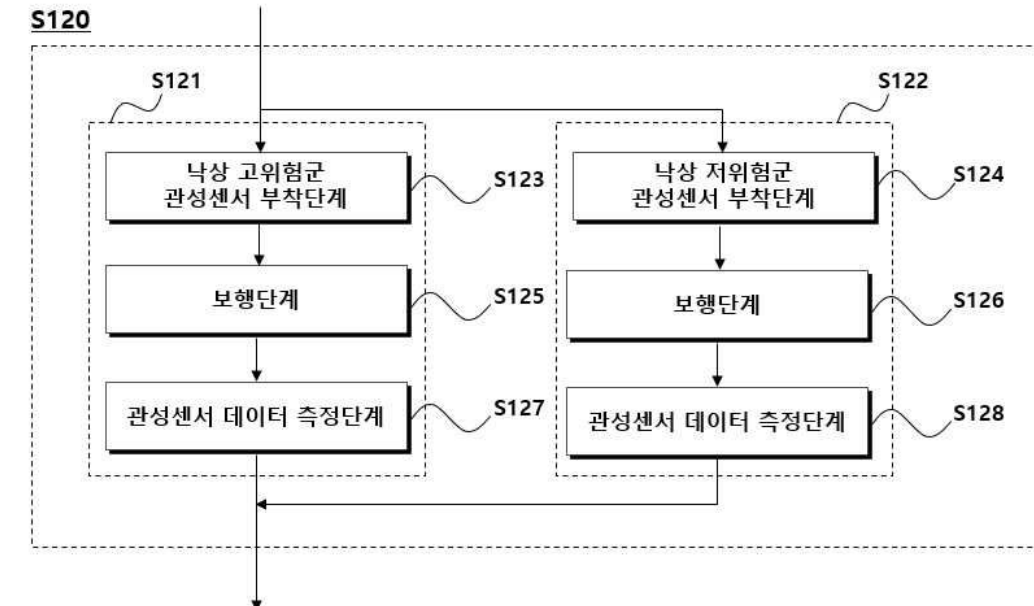 S120
S121
S122
낙상 고위험군
관성센서 부착단계
S123
낙상 저위험군
관성센서 부착단계
S124
보행단계
S125
보행단계
S126
관성센서 데이터 측정단계
S127
관성센서 데이터 측정단계
S128